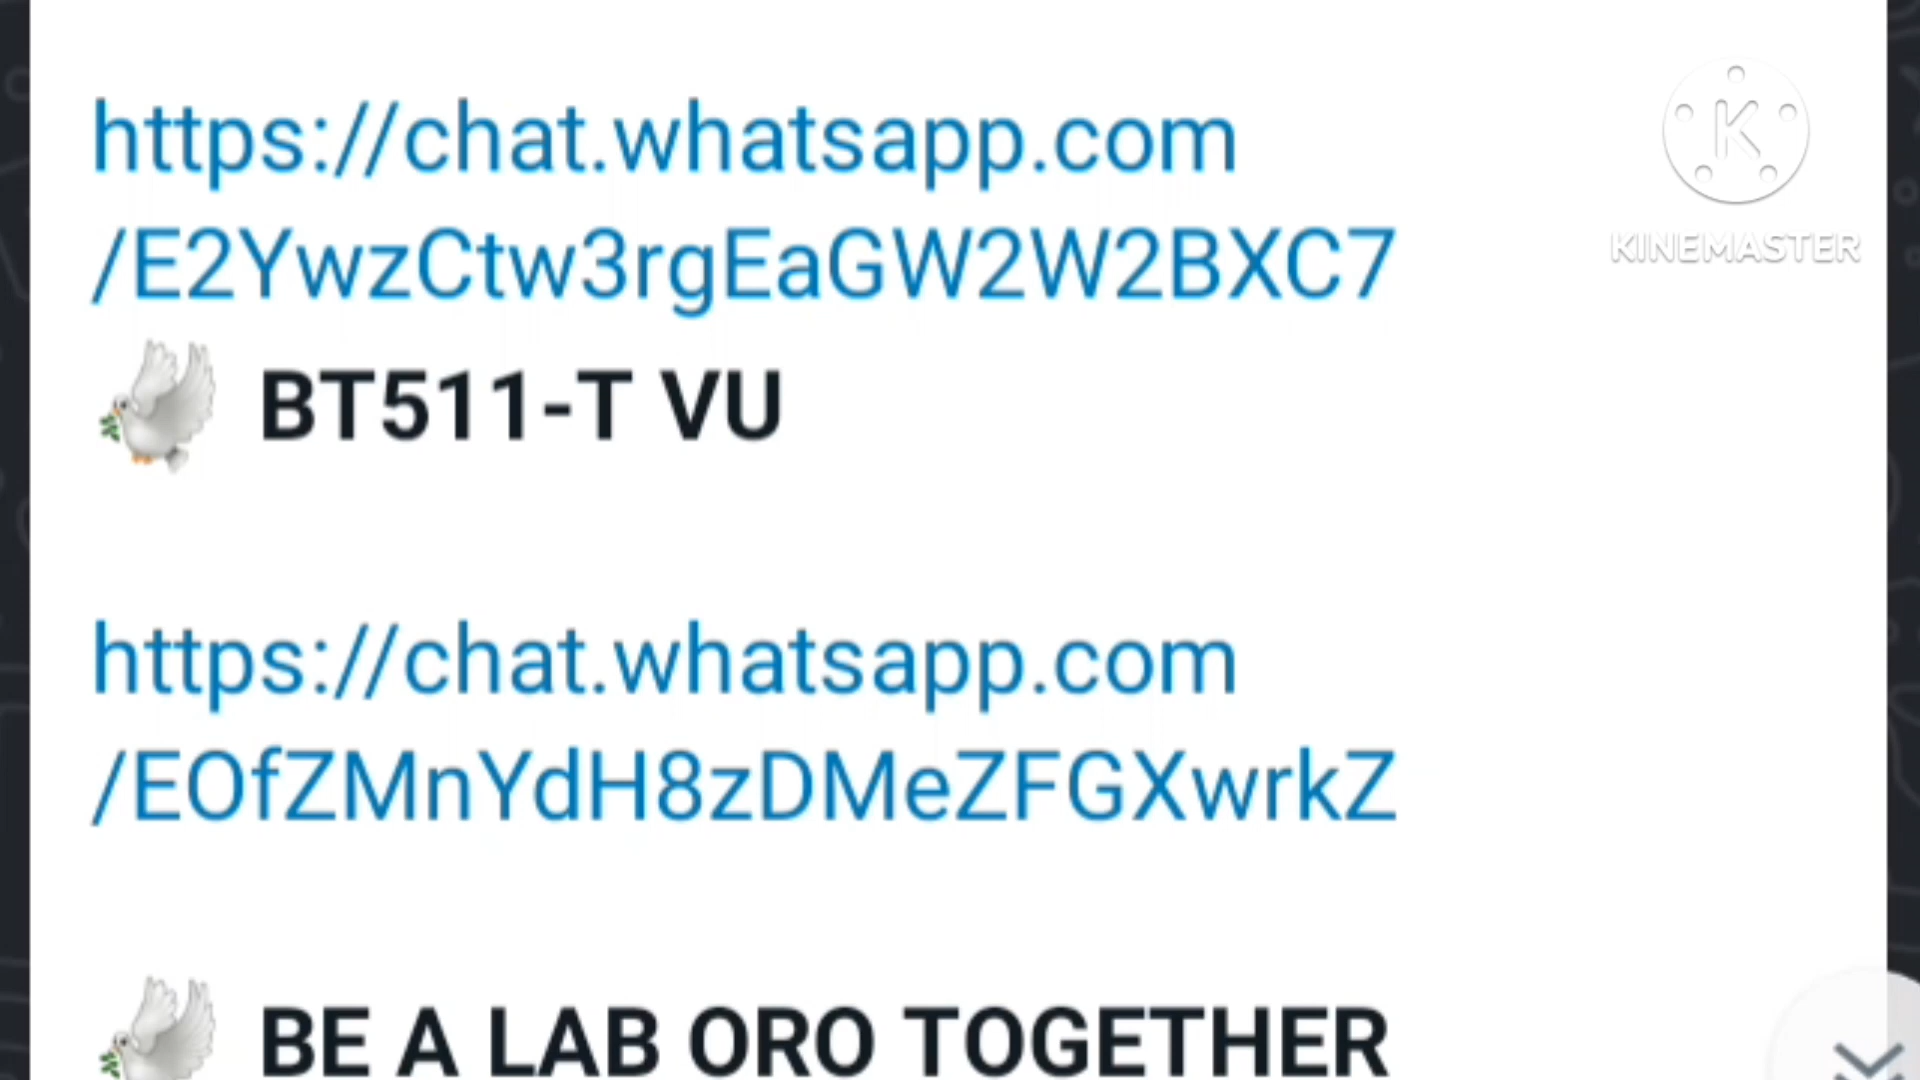 https://chat.whatsapp.com
/E2YwzCtw3rgEaGW2W2BXC7
🕊️ BT511-T VU
https://chat.whatsapp.com
/EOfZMnYdH8zDMeZFGXwrkZ
🕊️ BE A LAB ORO TOGETHER
K
KINEMASTER